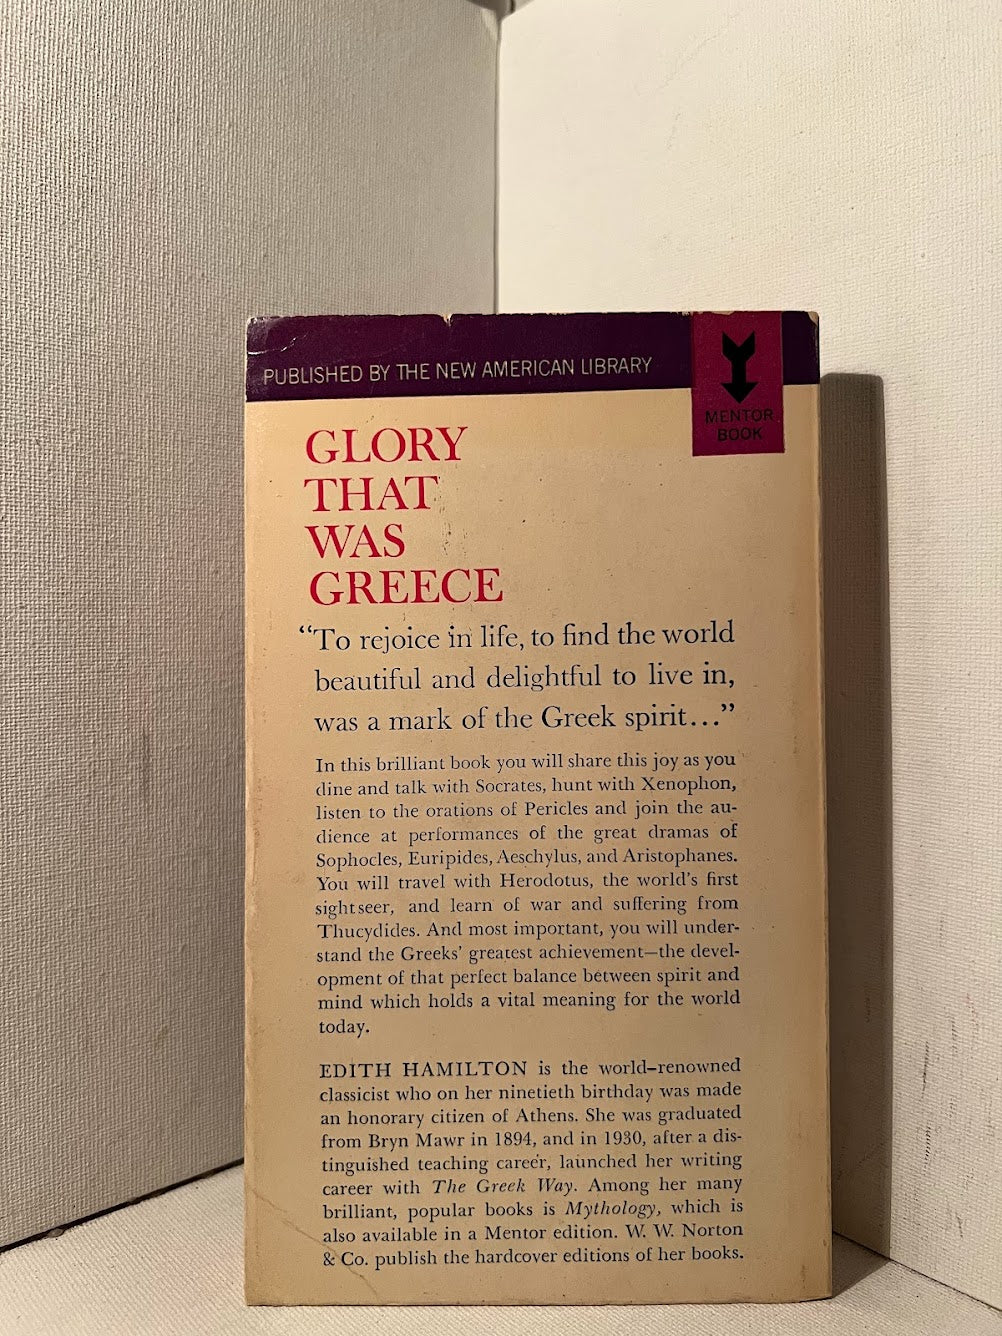 PUBLISHED BY THE NEW AMERICAN LIBRARY
MENTOR
BOOK
GLORY
THAT
WAS
GREECE
“To rejoice in life, to find the world
beautiful and delightful to live in,
was a mark of the Greek spirit...”
In this brilliant book you will share this joy as you
dine and talk with Socrates, hunt with Xenophon,
listen to the orations of Pericles and join the au-
dience at performances of the great dramas of
Sophocles, Euripides, Aeschylus, and Aristophanes.
You will travel with Herodotus, the world’s first
sightseer, and learn of war and suffering from
Thucydides. And most important, you will under-
stand the Greeks’ greatest achievement—the devel-
opment of that perfect balance between spirit and
mind which holds a vital meaning for the world
today.
EDITH HAMILTON is the world–renowned
classicist who on her ninetieth birthday was made
an honorary citizen of Athens. She was graduated
from Bryn Mawr in 1894, and in 1930, after a dis-
tinguished teaching career, launched her writing
career with The Greek Way. Among her many
brilliant, popular books is Mythology, which is
also available in a Mentor edition. W. W. Norton
& Co. publish the hardcover editions of her books.